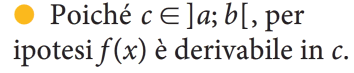 ● Poiché c ∈ ]a; b[, per
ipotesi f(x) è derivabile in c.